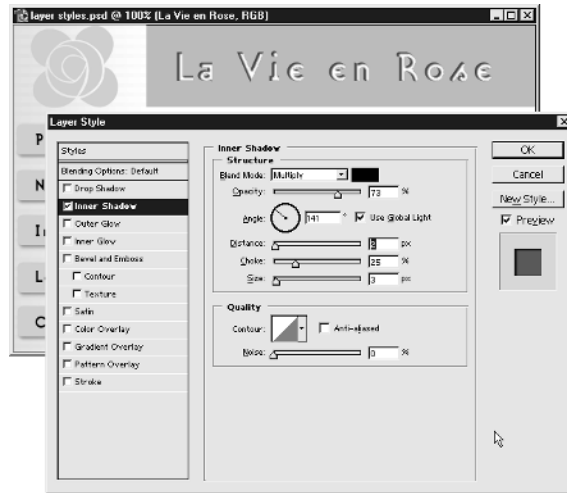 layer styles.psd @ 100% (La Vie en Rose, RGB)
La Vie en Rose
P
N
I
L
C
Layer Style
Styles
Blending Options: Default
Drop Shadow
Inner Shadow
Outer Glow
Inner Glow
Bevel and Emboss
Contour
Texture
Satin
Color Overlay
Gradient Overlay
Pattern Overlay
Stroke
Inner Shadow
Structure
Blend Mode: Multiply
Opacity: 73 %
Angle: 141 ° Use Global Light
Distance: px
Choke: 25 %
Size: 3 px
Quality
Contour: Anti-aliased
Noise: 0 %
OK
Cancel
New Style...
Preview